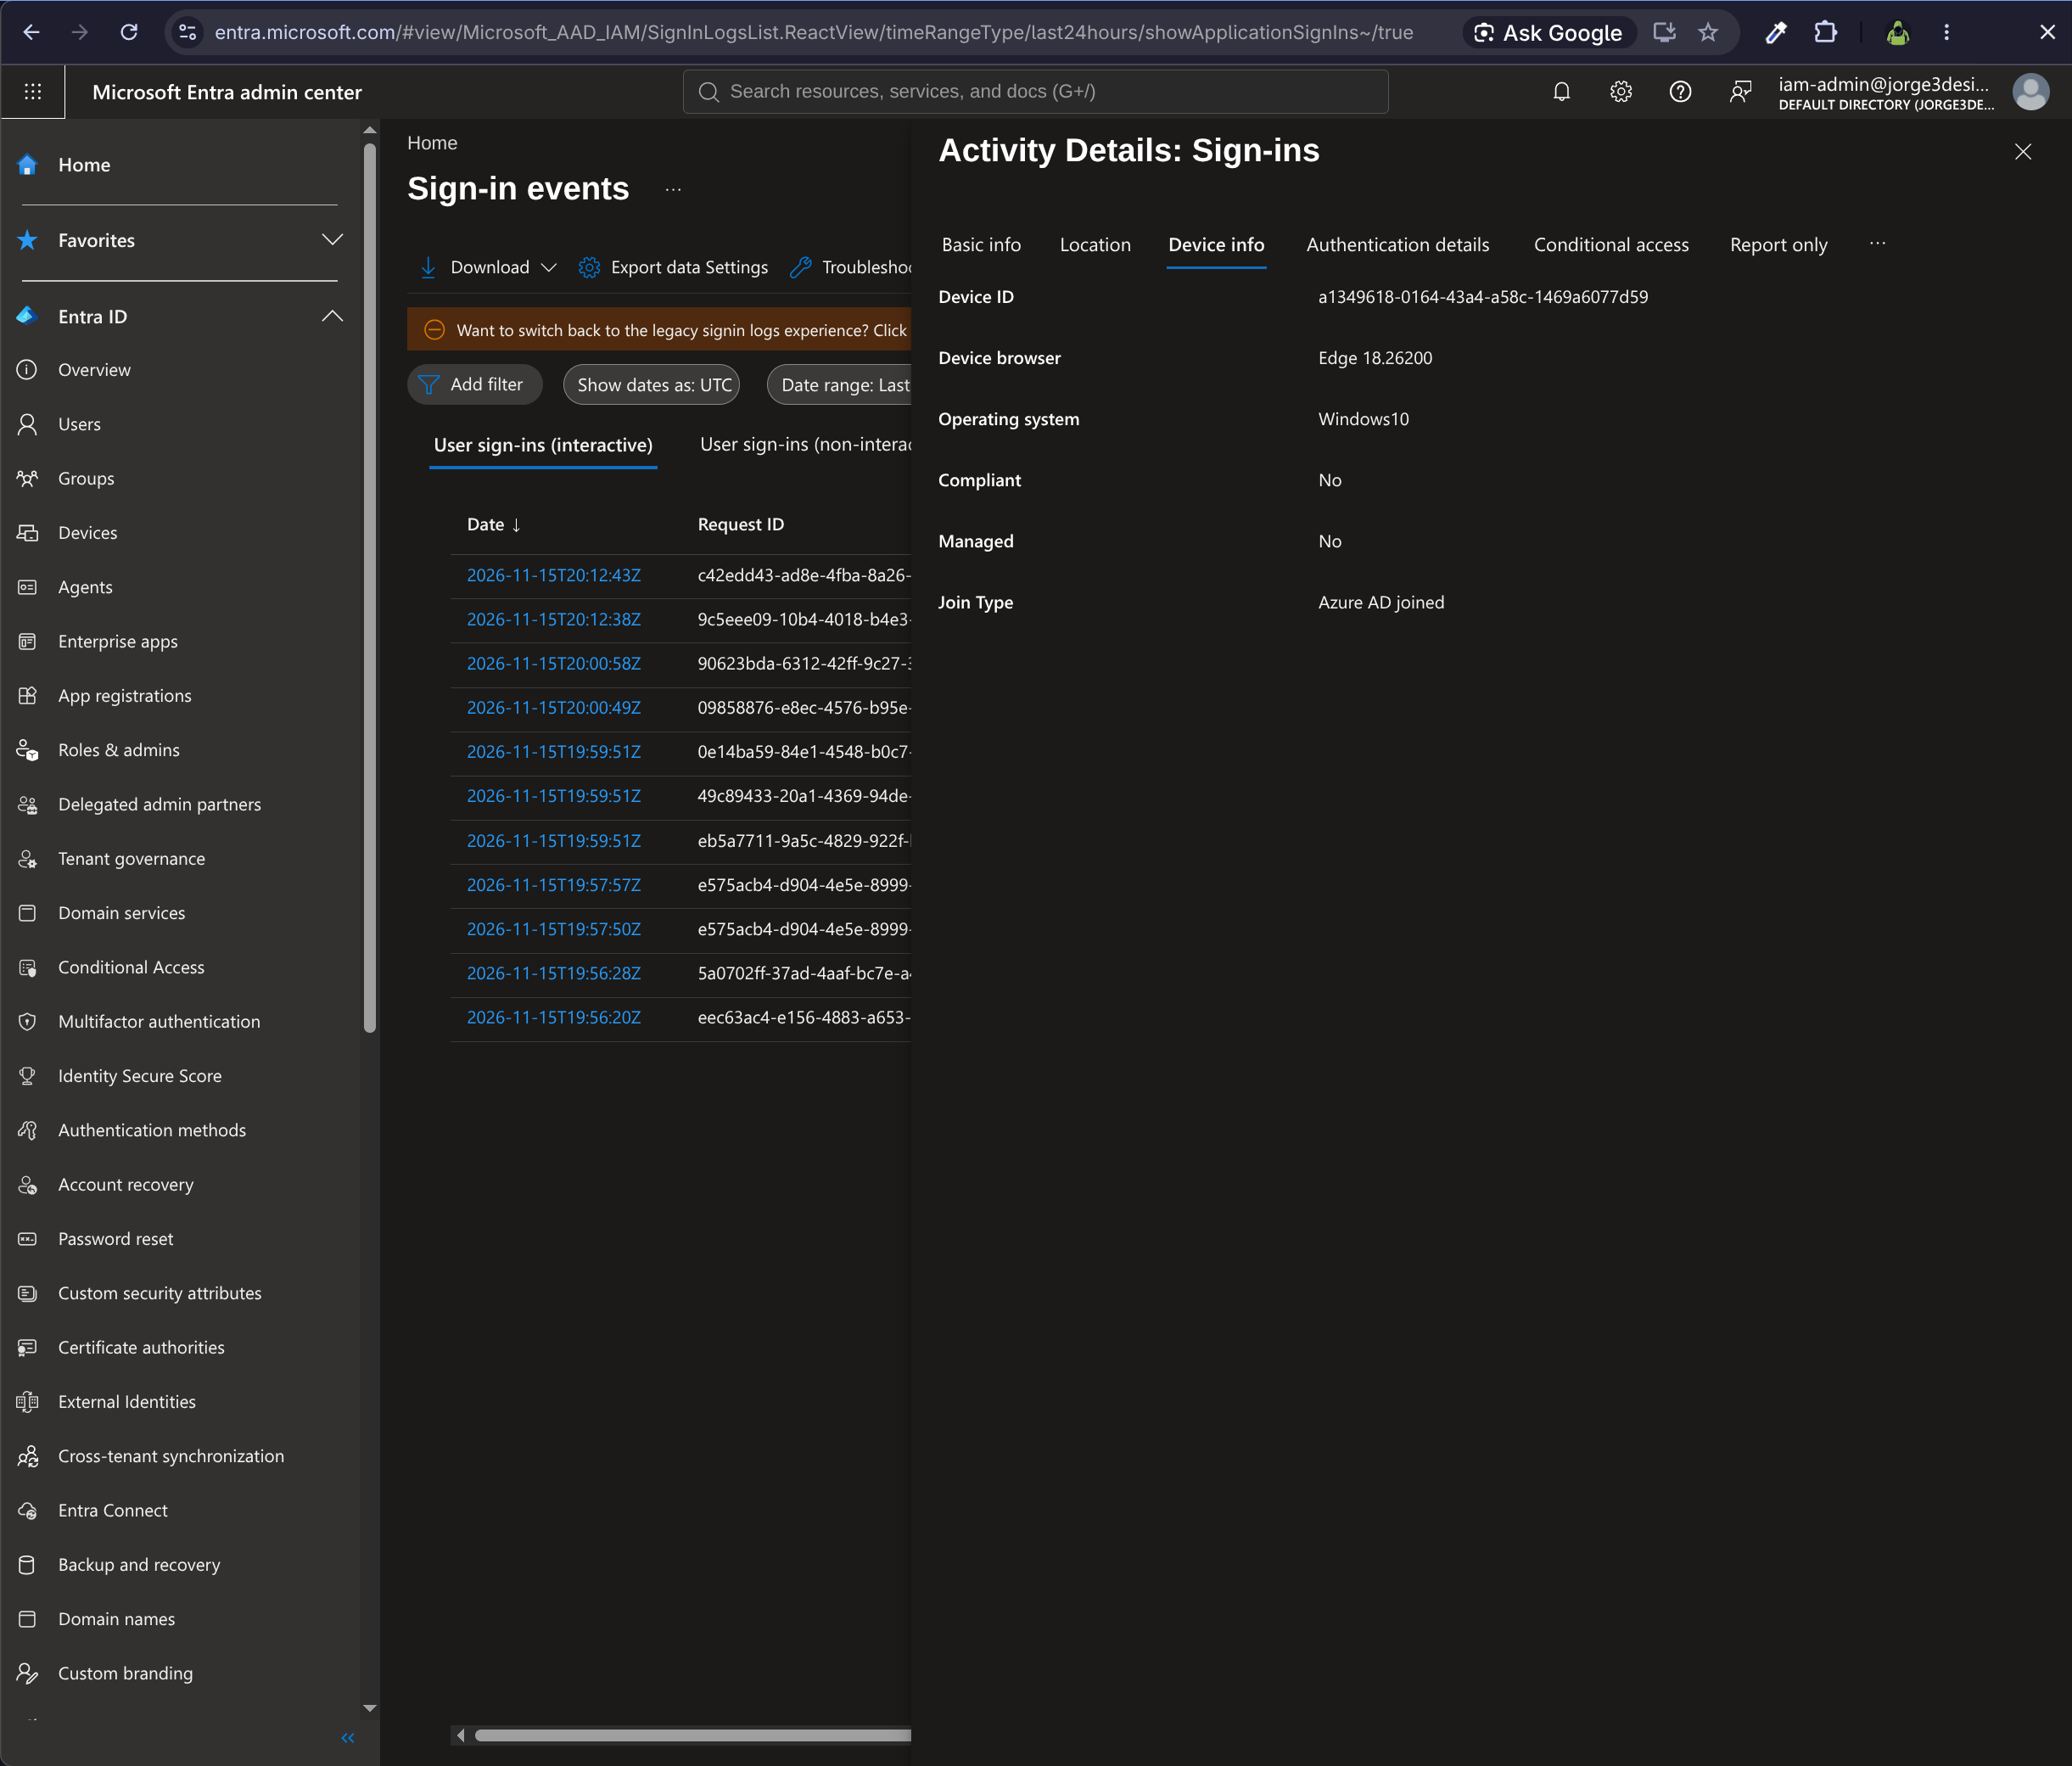 entra.microsoft.com/#view/Microsoft_AAD_IAM/SignInLogsList.ReactView/timeRangeType/last24hours/showApplicationSignIns~/true
Ask Google
Microsoft Entra admin center
Search resources, services, and docs (G+/)
iam-admin@jorge3desi...
DEFAULT DIRECTORY (JORGE3DE...
Home
Favorites
Entra ID
Overview
Users
Groups
Devices
Agents
Enterprise apps
App registrations
Roles & admins
Delegated admin partners
Tenant governance
Domain services
Conditional Access
Multifactor authentication
Identity Secure Score
Authentication methods
Account recovery
Password reset
Custom security attributes
Certificate authorities
External Identities
Cross-tenant synchronization
Entra Connect
Backup and recovery
Domain names
Custom branding
Home
Sign-in events ...
Download Export data Settings Troubleshoo
Want to switch back to the legacy signin logs experience? Click
Add filter Show dates as: UTC Date range: Last
User sign-ins (interactive) User sign-ins (non-interac
Date ↓ Request ID
2026-11-15T20:12:43Z c42edd43-ad8e-4fba-8a26-
2026-11-15T20:12:38Z 9c5eee09-10b4-4018-b4e3-
2026-11-15T20:00:58Z 90623bda-6312-42ff-9c27-3
2026-11-15T20:00:49Z 09858876-e8ec-4576-b95e-
2026-11-15T19:59:51Z 0e14ba59-84e1-4548-b0c7-
2026-11-15T19:59:51Z 49c89433-20a1-4369-94de-
2026-11-15T19:59:51Z eb5a7711-9a5c-4829-922f-
2026-11-15T19:57:57Z e575acb4-d904-4e5e-8999-
2026-11-15T19:57:50Z e575acb4-d904-4e5e-8999-
2026-11-15T19:56:28Z 5a0702ff-37ad-4aaf-bc7e-a
2026-11-15T19:56:20Z eec63ac4-e156-4883-a653-
Activity Details: Sign-ins
Basic info Location Device info Authentication details Conditional access Report only ...
Device ID a1349618-0164-43a4-a58c-1469a6077d59
Device browser Edge 18.26200
Operating system Windows10
Compliant No
Managed No
Join Type Azure AD joined